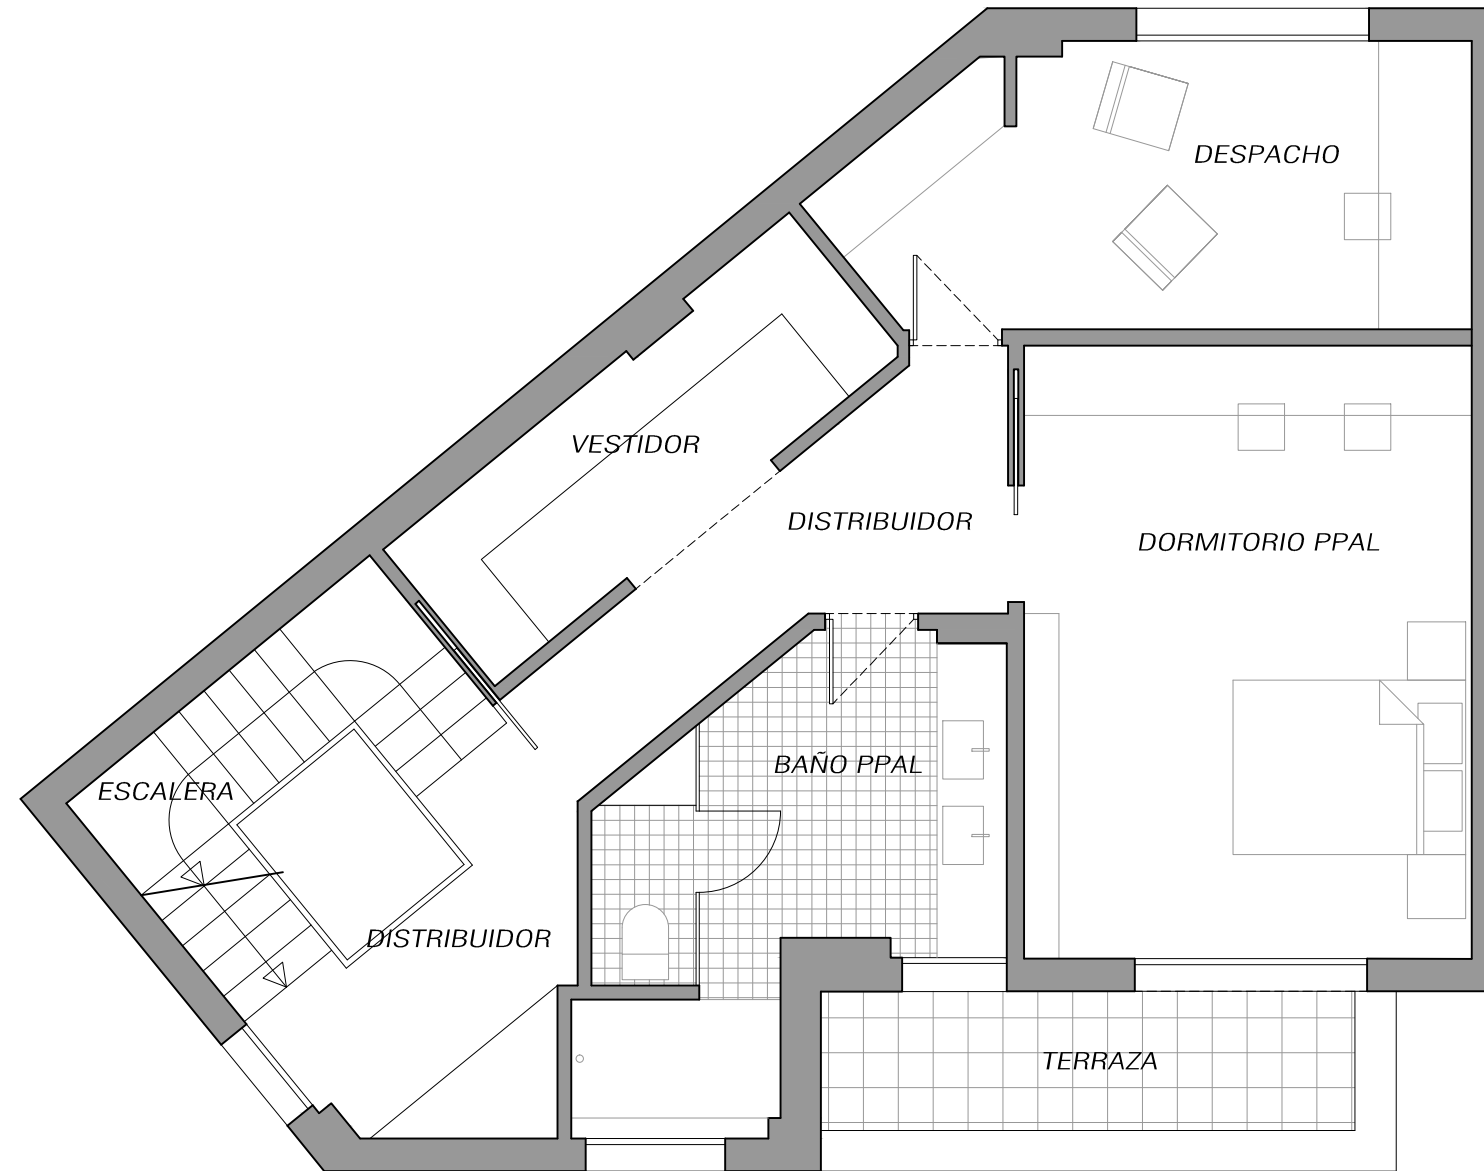 DESPACHO
VESTIDOR
DISTRIBUIDOR
DORMITORIO PPAL
BAÑO PPAL
ESCALERA
DISTRIBUIDOR
TERRAZA